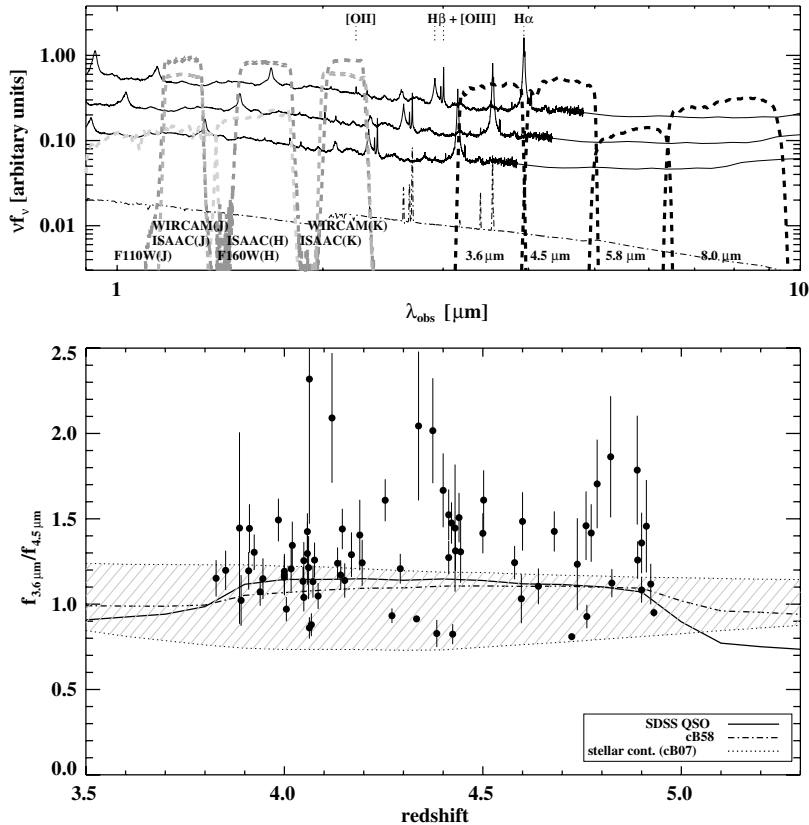 [OII] Hβ + [OIII] Hα
1.00
0.10
0.01
νf_ν [arbitary units]
WIRCAM(J) WIRCAM(K)
ISAAC(J) ISAAC(H) ISAAC(K)
F110W(J) F160W(H) 3.6 μm 4.5 μm 5.8 μm 8.0 μm
1 10
λ_obs [μm]
2.5
2.0
1.5
1.0
0.5
0.0
f_3.6 μm/f_4.5 μm
SDSS QSO
cB58
stellar cont. (cB07)
3.5 4.0 4.5 5.0
redshift